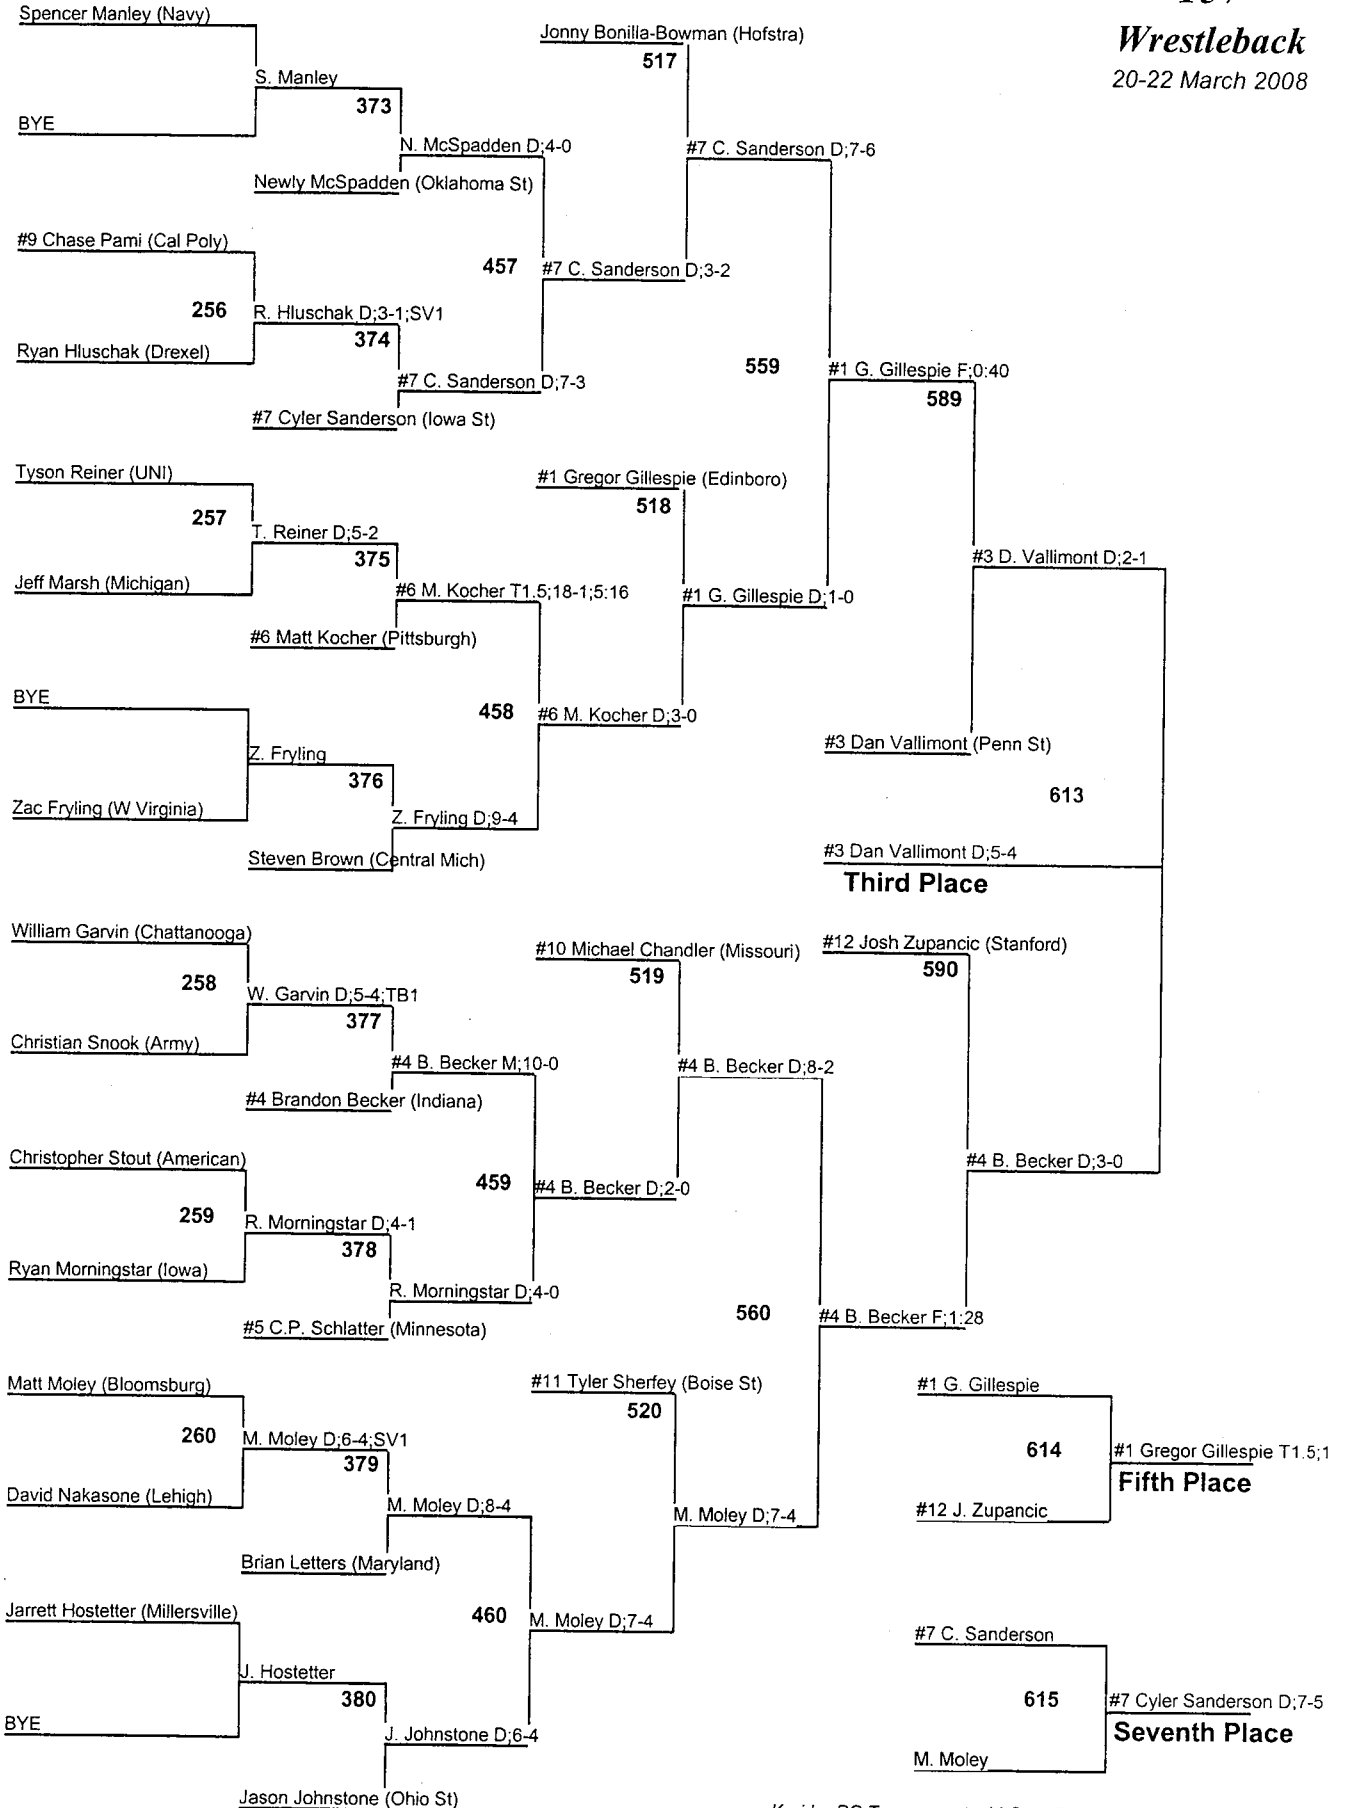 Wrestleback
20-22 March 2008
Spencer Manley (Navy)
S. Manley
373
BYE
N. McSpadden D;4-0
Newly McSpadden (Oklahoma St)
#9 Chase Pami (Cal Poly)
256
R. Hluschak D;3-1;SV1
374
Ryan Hluschak (Drexel)
#7 C. Sanderson D;7-3
#7 Cyler Sanderson (Iowa St)
457
#7 C. Sanderson D;3-2
Jonny Bonilla-Bowman (Hofstra)
517
#7 C. Sanderson D;7-6
Tyson Reiner (UNI)
257
T. Reiner D;5-2
375
Jeff Marsh (Michigan)
#6 M. Kocher T1.5;18-1;5:16
#6 Matt Kocher (Pittsburgh)
BYE
Z. Fryling
376
Zac Fryling (W Virginia)
Z. Fryling D;9-4
Steven Brown (Central Mich)
458
#6 M. Kocher D;3-0
#1 Gregor Gillespie (Edinboro)
518
#1 G. Gillespie D;1-0
559
#1 G. Gillespie F;0:40
589
#3 D. Vallimont D;2-1
#3 Dan Vallimont (Penn St)
613
#3 Dan Vallimont D;5-4
Third Place
William Garvin (Chattanooga)
258
W. Garvin D;5-4;TB1
377
Christian Snook (Army)
#4 B. Becker M;10-0
#4 Brandon Becker (Indiana)
Christopher Stout (American)
259
R. Morningstar D;4-1
378
Ryan Morningstar (Iowa)
R. Morningstar D;4-0
#5 C.P. Schlatter (Minnesota)
459
#4 B. Becker D;2-0
#10 Michael Chandler (Missouri)
519
#4 B. Becker D;8-2
#12 Josh Zupancic (Stanford)
590
#4 B. Becker D;3-0
560
#4 B. Becker F;1:28
Matt Moley (Bloomsburg)
260
M. Moley D;6-4;SV1
379
David Nakasone (Lehigh)
M. Moley D;8-4
Brian Letters (Maryland)
Jarrett Hostetter (Millersville)
J. Hostetter
380
BYE
J. Johnstone D;6-4
Jason Johnstone (Ohio St)
460
M. Moley D;7-4
#11 Tyler Sherfey (Boise St)
520
M. Moley D;7-4
#1 G. Gillespie
614
#1 Gregor Gillespie T1.5;1
Fifth Place
#12 J. Zupancic
#7 C. Sanderson
615
#7 Cyler Sanderson D;7-5
Seventh Place
M. Moley